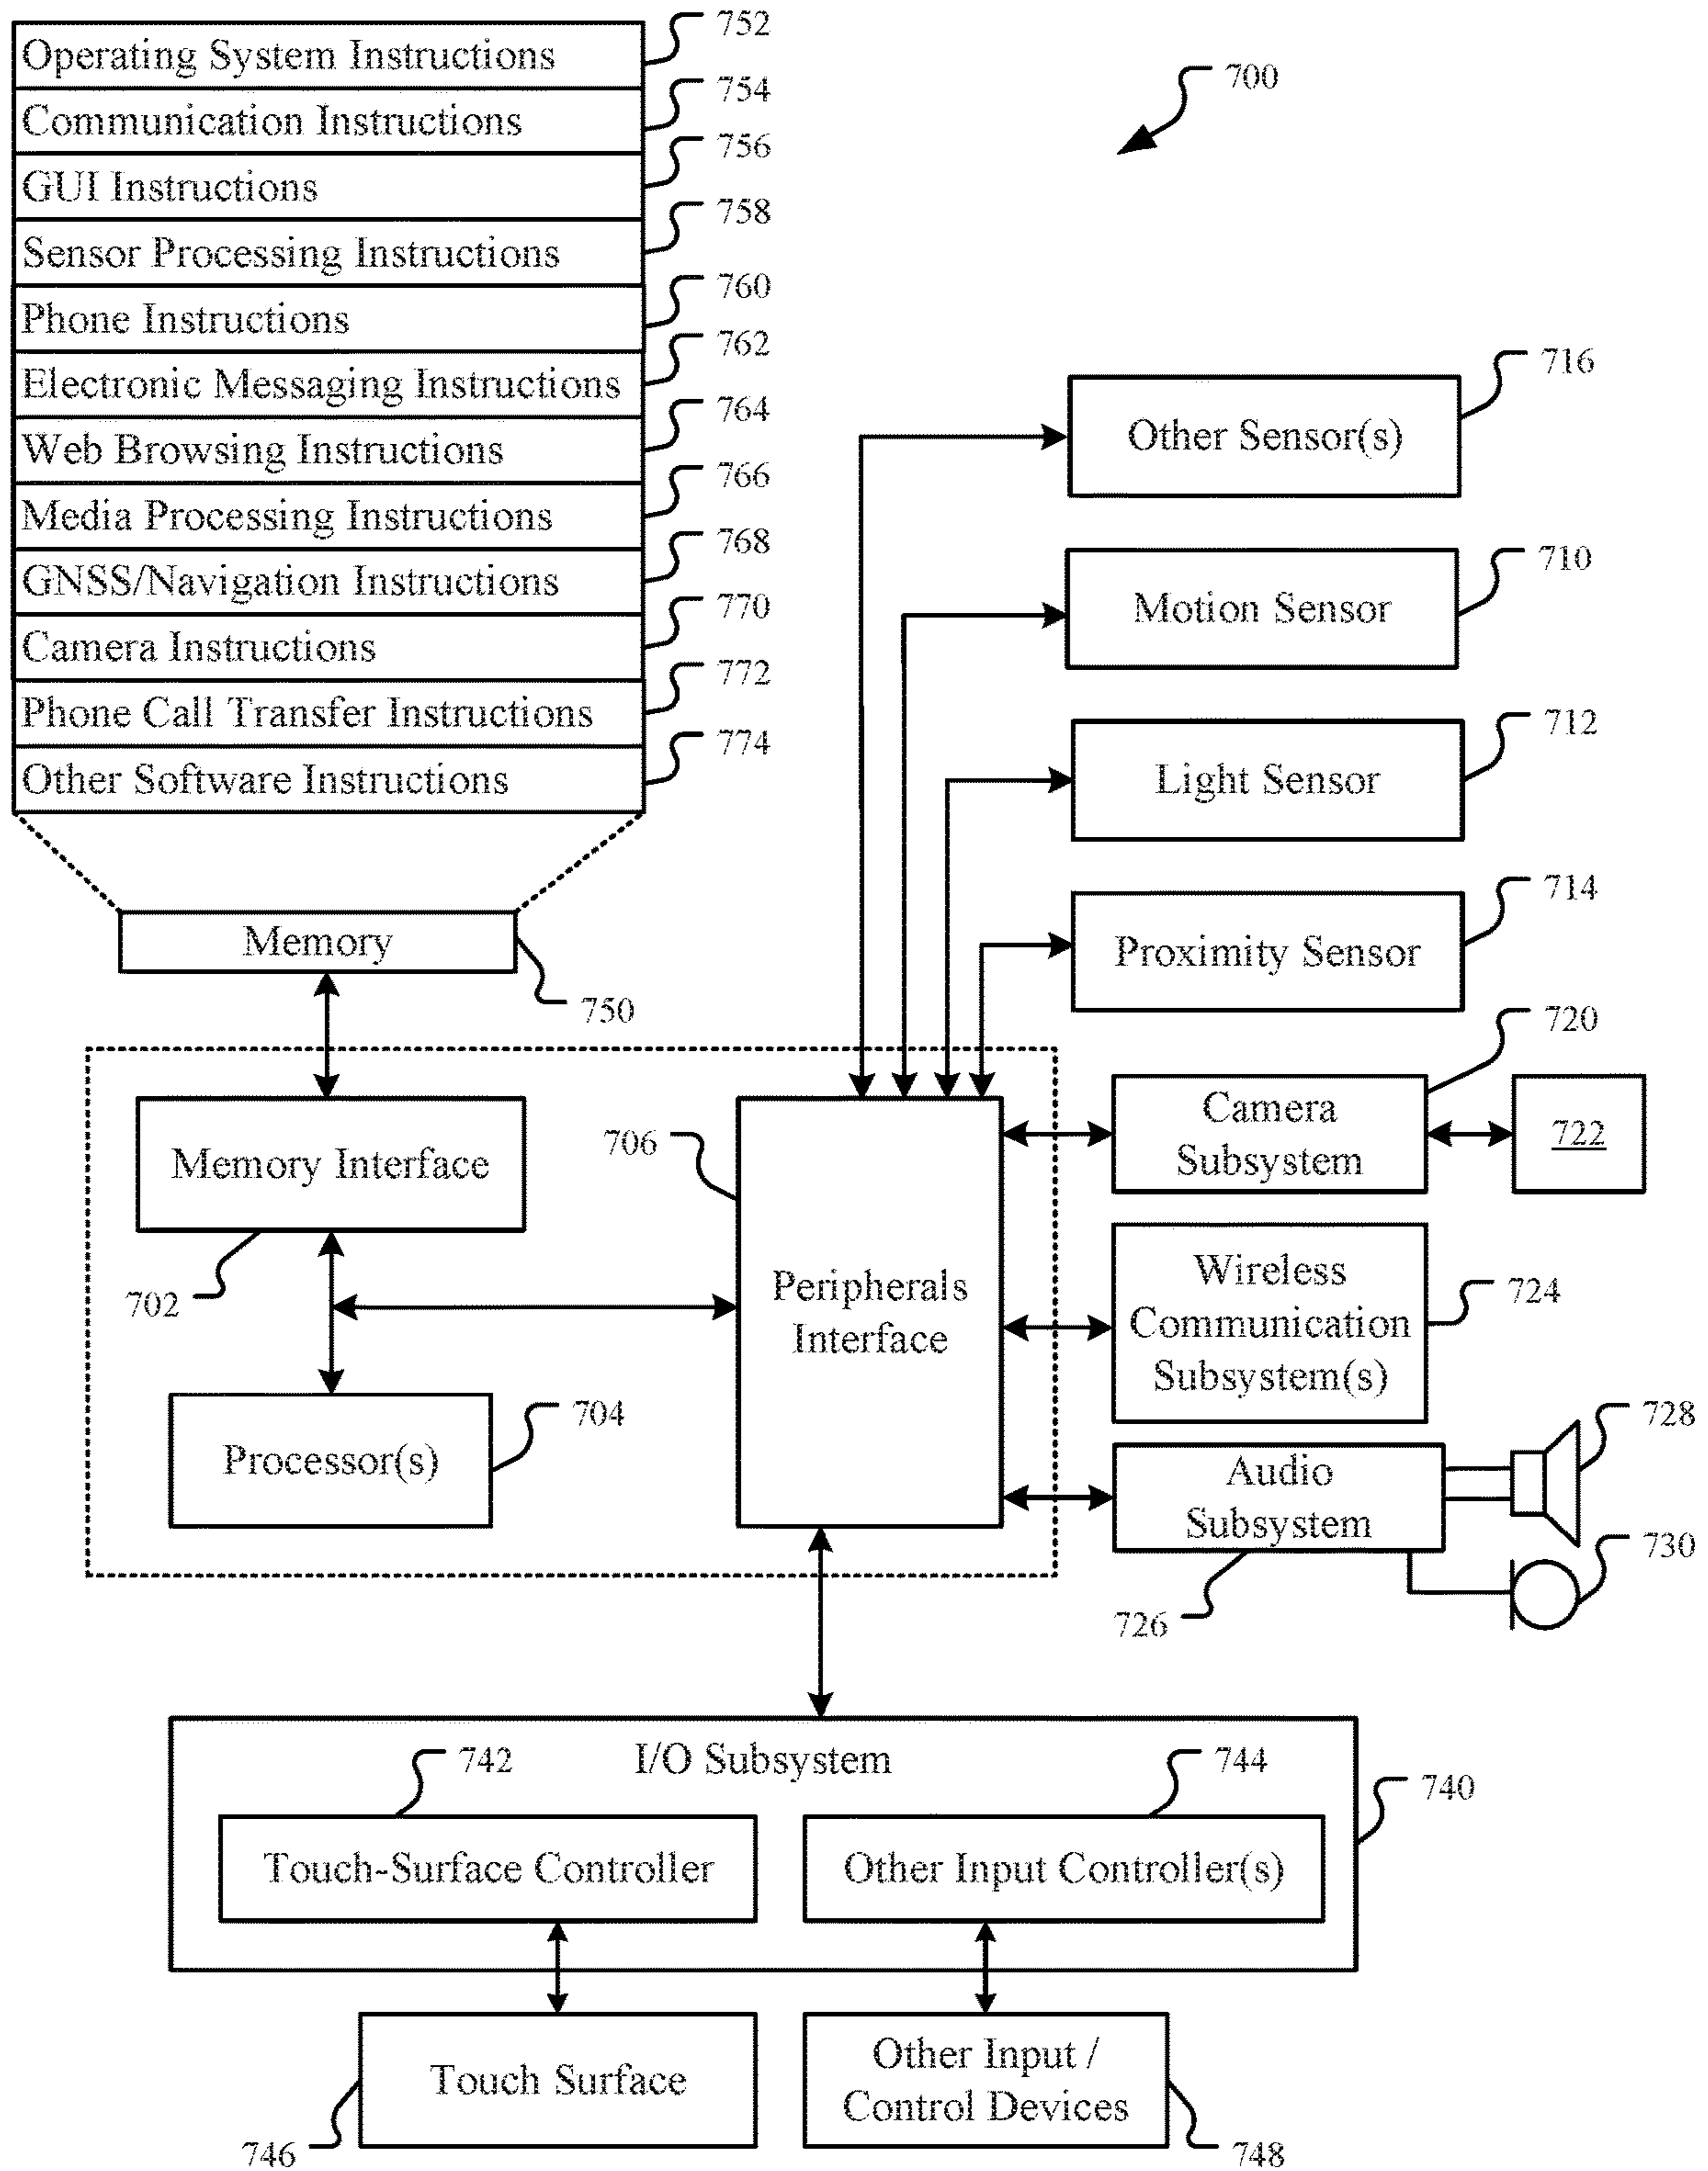 752
Operating System Instructions
754
Communication Instructions
756
GUI Instructions
758
Sensor Processing Instructions
760
Phone Instructions
762
Electronic Messaging Instructions
764
Web Browsing Instructions
766
Media Processing Instructions
768
GNSS/Navigation Instructions
770
Camera Instructions
772
Phone Call Transfer Instructions
774
Other Software Instructions
Memory
750
700
716
Other Sensor(s)
710
Motion Sensor
712
Light Sensor
714
Proximity Sensor
720
Camera
Subsystem
722
Memory Interface
702
706
Peripherals
Interface
Wireless
Communication
Subsystem(s)
724
Processor(s)
704
Audio
Subsystem
726
728
730
I/O Subsystem
740
742
Touch-Surface Controller
744
Other Input Controller(s)
Touch Surface
746
Other Input /
Control Devices
748